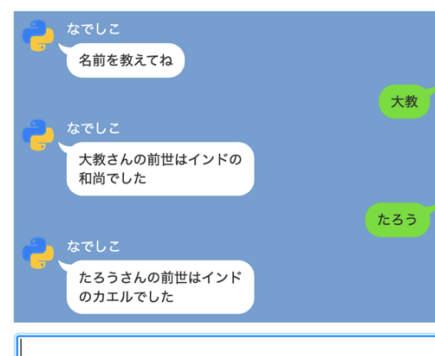 なでしこ
名前を教えてね
大教
なでしこ
大教さんの前世はインドの
和尚でした
たろう
なでしこ
たろうさんの前世はインド
のカエルでした